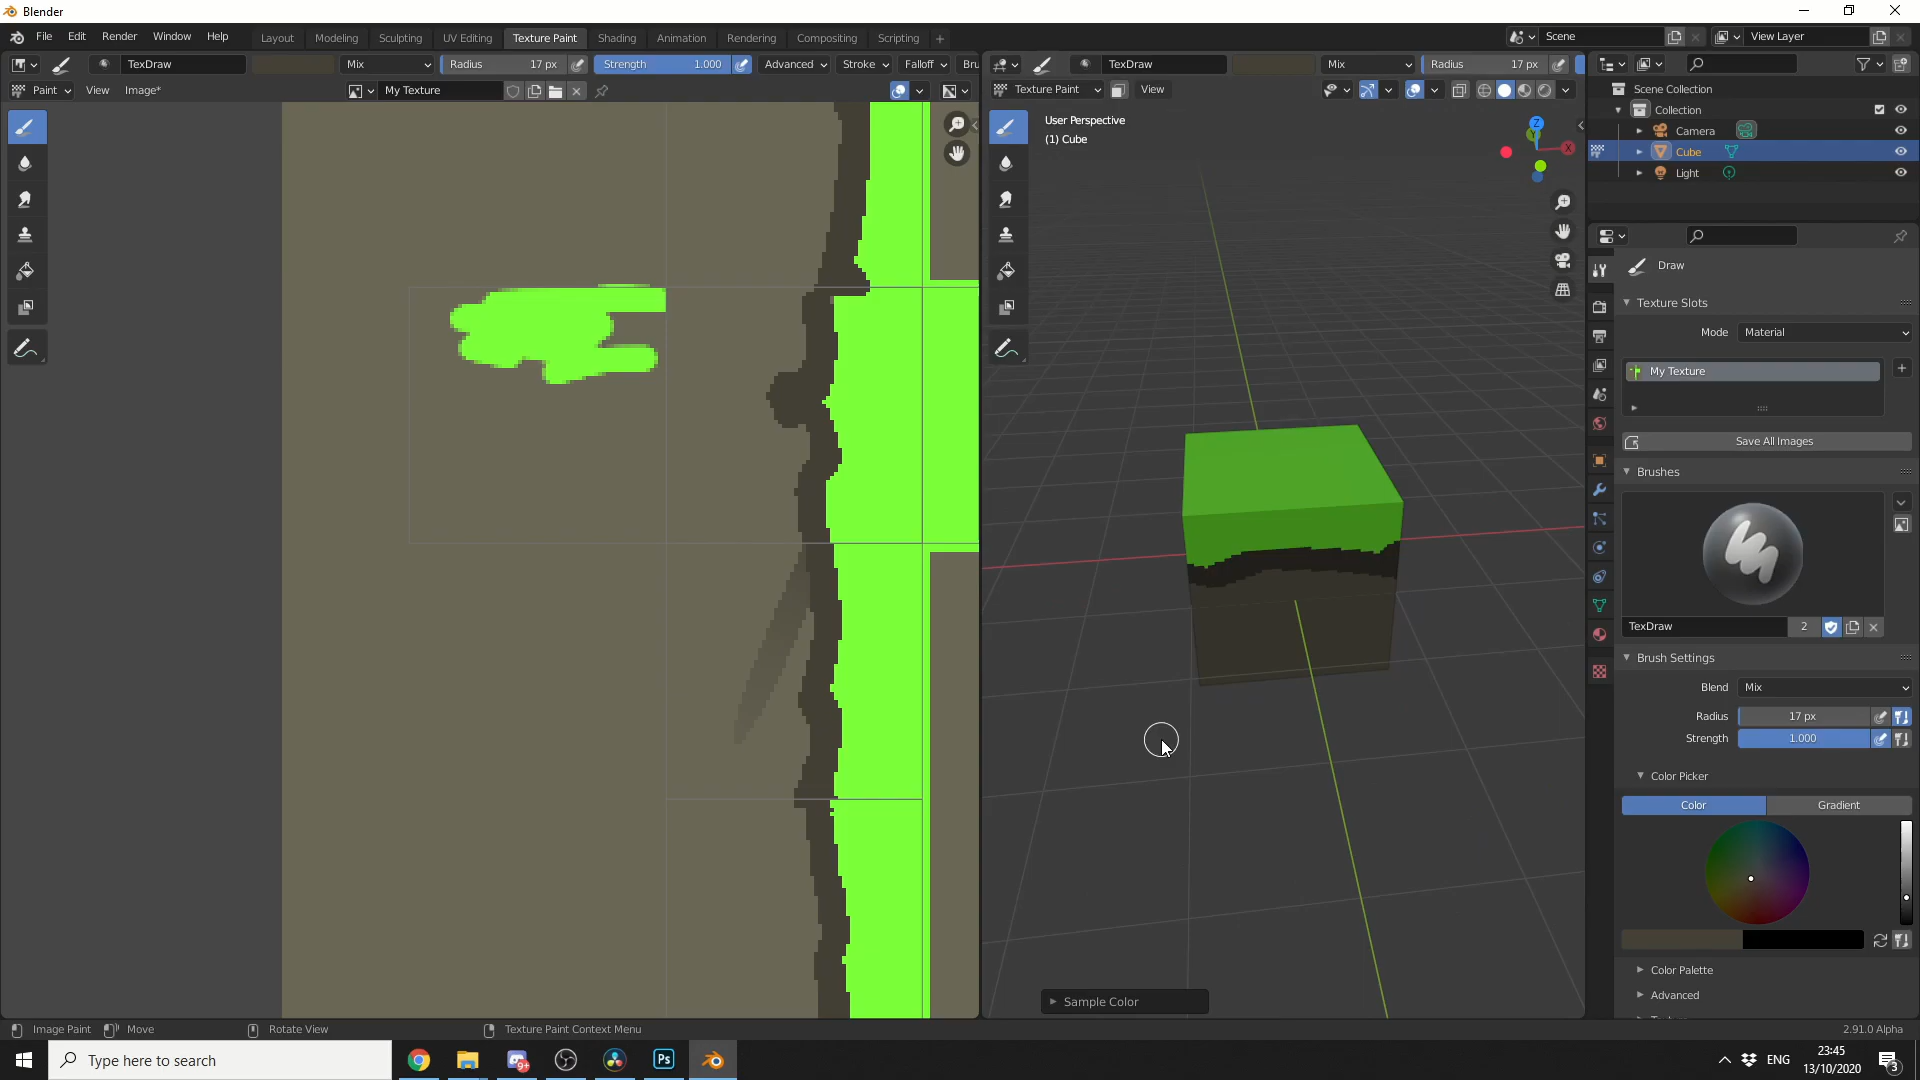 Blender
File Edit Render Window Help
Layout Modeling Sculpting UV Editing Texture Paint Shading Animation Rendering Compositing Scripting +
Scene
View Layer
TexDraw Mix Radius 17 px Strength 1.000 Advanced Stroke Falloff Bru
TexDraw Mix Radius 17 px
Paint View Image* My Texture
Texture Paint View
User Perspective
(1) Cube
Z
X
Scene Collection
Collection
Camera
Cube
Light
Draw
Texture Slots
Mode Material
My Texture
Save All Images
Brushes
TexDraw 2
Brush Settings
Blend Mix
Radius 17 px
Strength 1.000
Color Picker
Color Gradient
Color Palette
Advanced
Sample Color
Image Paint Move Rotate View Texture Paint Context Menu 2.91.0 Alpha
Type here to search
9+
Ps
ENG
23:45
13/10/2020
3